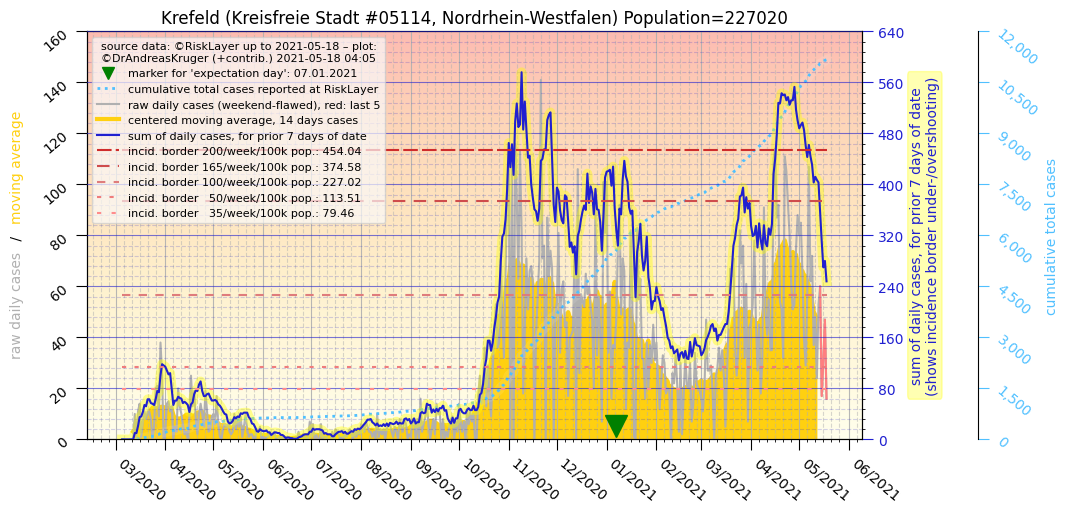 Krefeld (Kreisfreie Stadt #05114, Nordrhein-Westfalen) Population=227020
source data: ©RiskLayer up to 2021-05-18 – plot:
©DrAndreasKruger (+contrib.) 2021-05-18 04:05
marker for 'expectation day': 07.01.2021
cumulative total cases reported at RiskLayer
raw daily cases (weekend-flawed), red: last 5
centered moving average, 14 days cases
sum of daily cases, for prior 7 days of date
incid. border 200/week/100k pop.: 454.04
incid. border 165/week/100k pop.: 374.58
incid. border 100/week/100k pop.: 227.02
incid. border   50/week/100k pop.: 113.51
incid. border   35/week/100k pop.: 79.46
raw daily cases / moving average
160
140
120
100
80
60
40
20
0
03/2020
04/2020
05/2020
06/2020
07/2020
08/2020
09/2020
10/2020
11/2020
12/2020
01/2021
02/2021
03/2021
04/2021
05/2021
06/2021
640
560
480
400
320
240
160
80
0
sum of daily cases, for prior 7 days of date
(shows incidence border under-/overshooting)
12,000
10,500
9,000
7,500
6,000
4,500
3,000
1,500
0
cumulative total cases